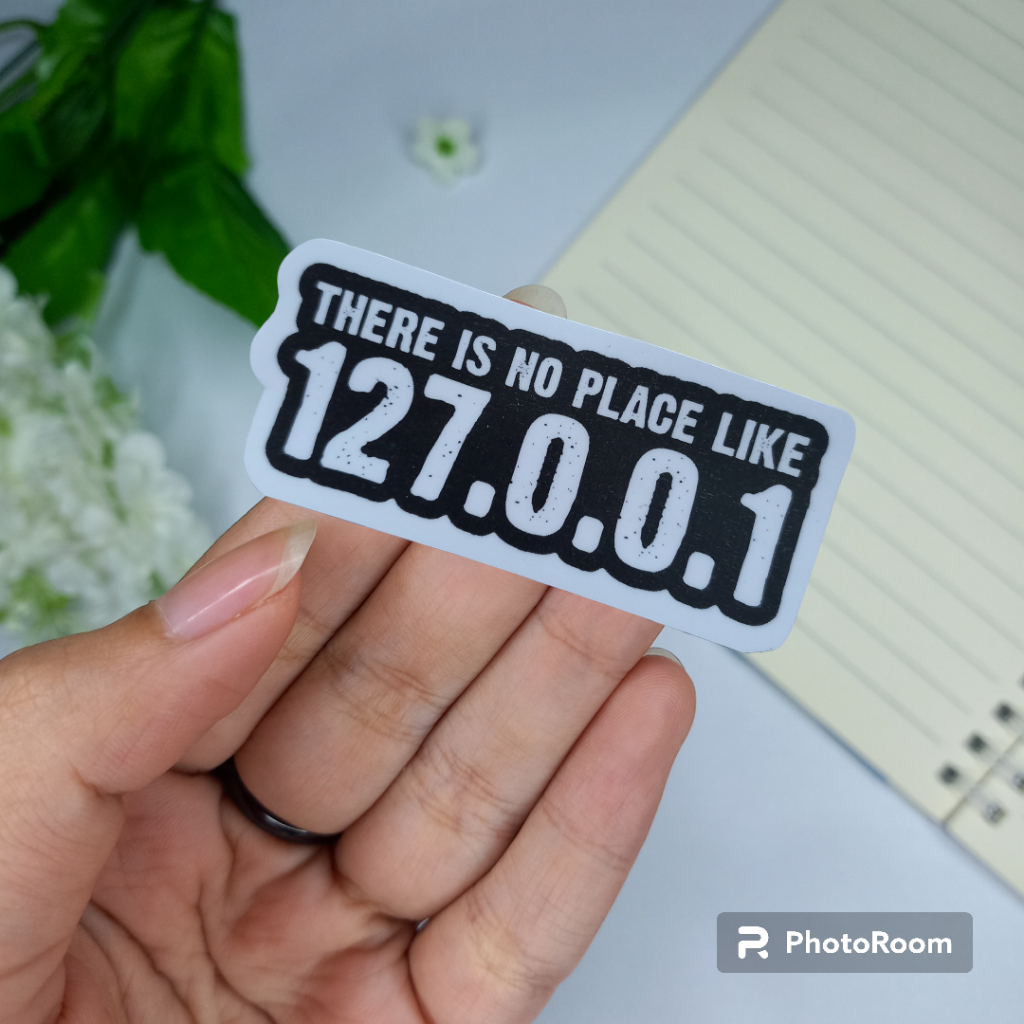 THERE IS NO PLACE LIKE
127.0.0.1
PhotoRoom